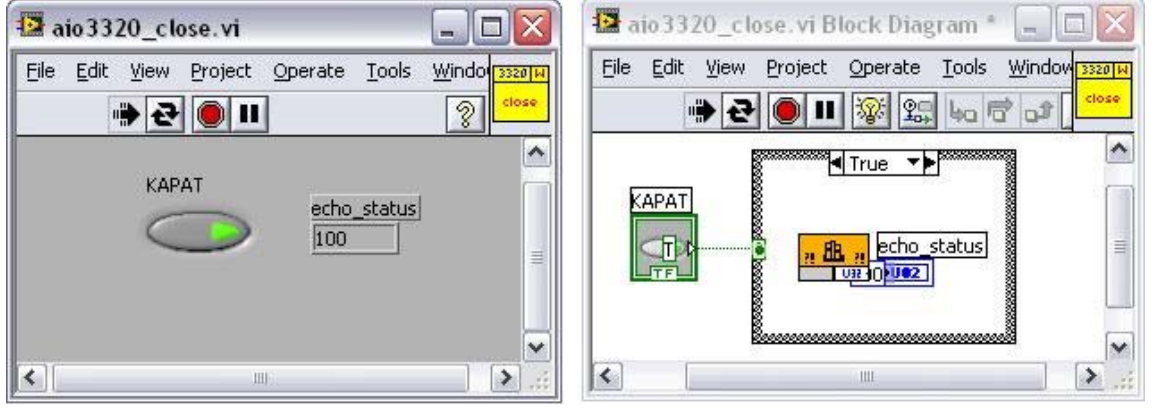 aio3320_close.vi
File Edit View Project Operate Tools Windo
3320 W
close
KAPAT
echo_status
100
aio3320_close.vi Block Diagram *
File Edit View Project Operate Tools Window
3320 W
close
True
KAPAT
T
TF
?! ?!
echo_status
U32